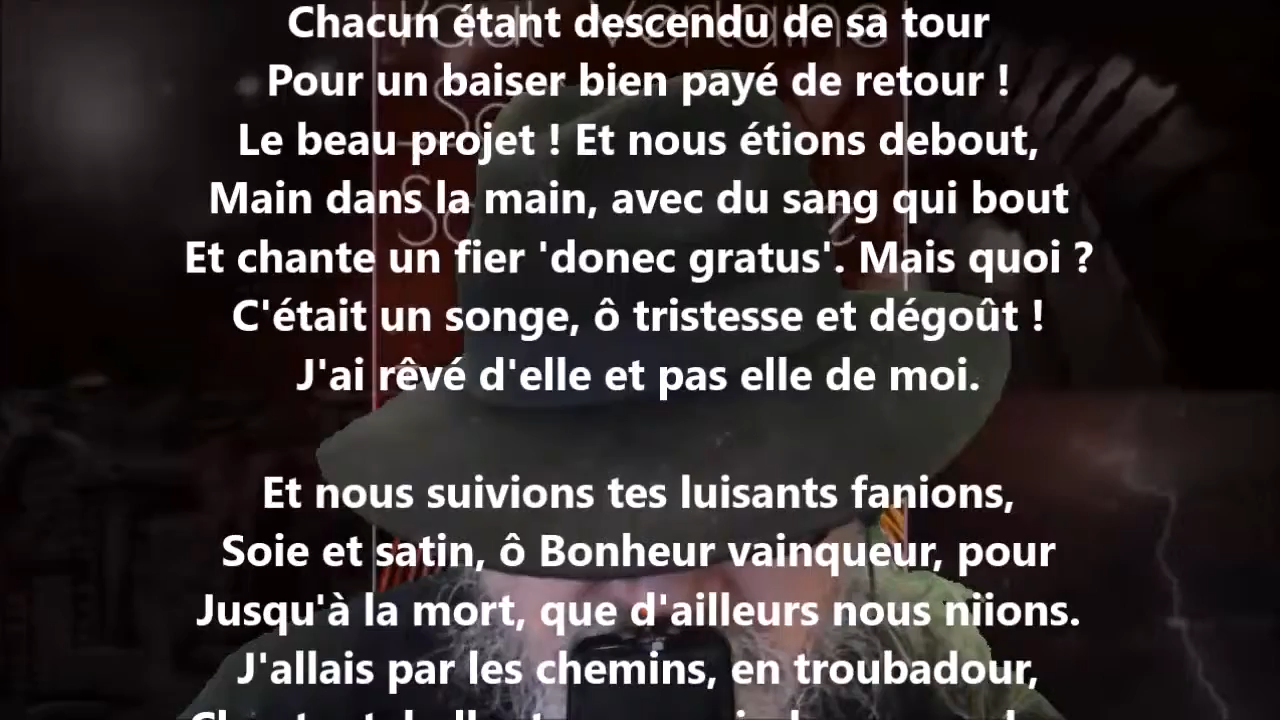 Paul Verlaine
Chacun étant descendu de sa tour
Pour un baiser bien payé de retour !
Le beau projet ! Et nous étions debout,
Main dans la main, avec du sang qui bout
Et chante un fier 'donec gratus'. Mais quoi ?
C'était un songe, ô tristesse et dégoût !
J'ai rêvé d'elle et pas elle de moi.
Et nous suivions tes luisants fanions,
Soie et satin, ô Bonheur vainqueur, pour
Jusqu'à la mort, que d'ailleurs nous niions.
J'allais par les chemins, en troubadour,